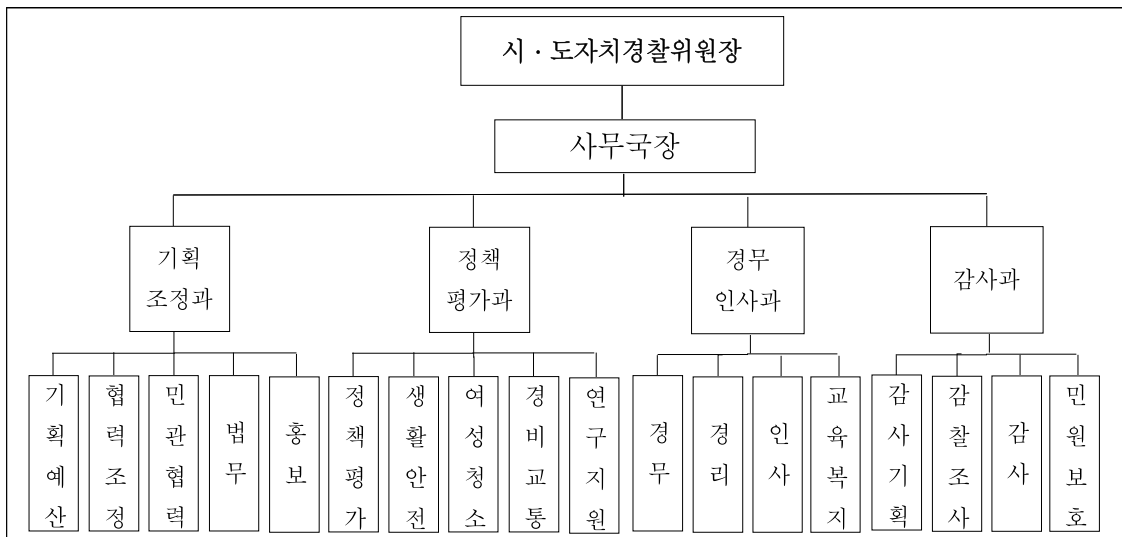 시 · 도자치경찰위원장
사무국장
기획
조정과
정책
평가과
경무
인사과
감사과
기획예산
협력조정
민관협력
법무
홍보
정책평가
생활안전
여성청소
경비교통
연구지원
경무
경리
인사
교육복지
감사기획
감찰조사
감사
민원보호